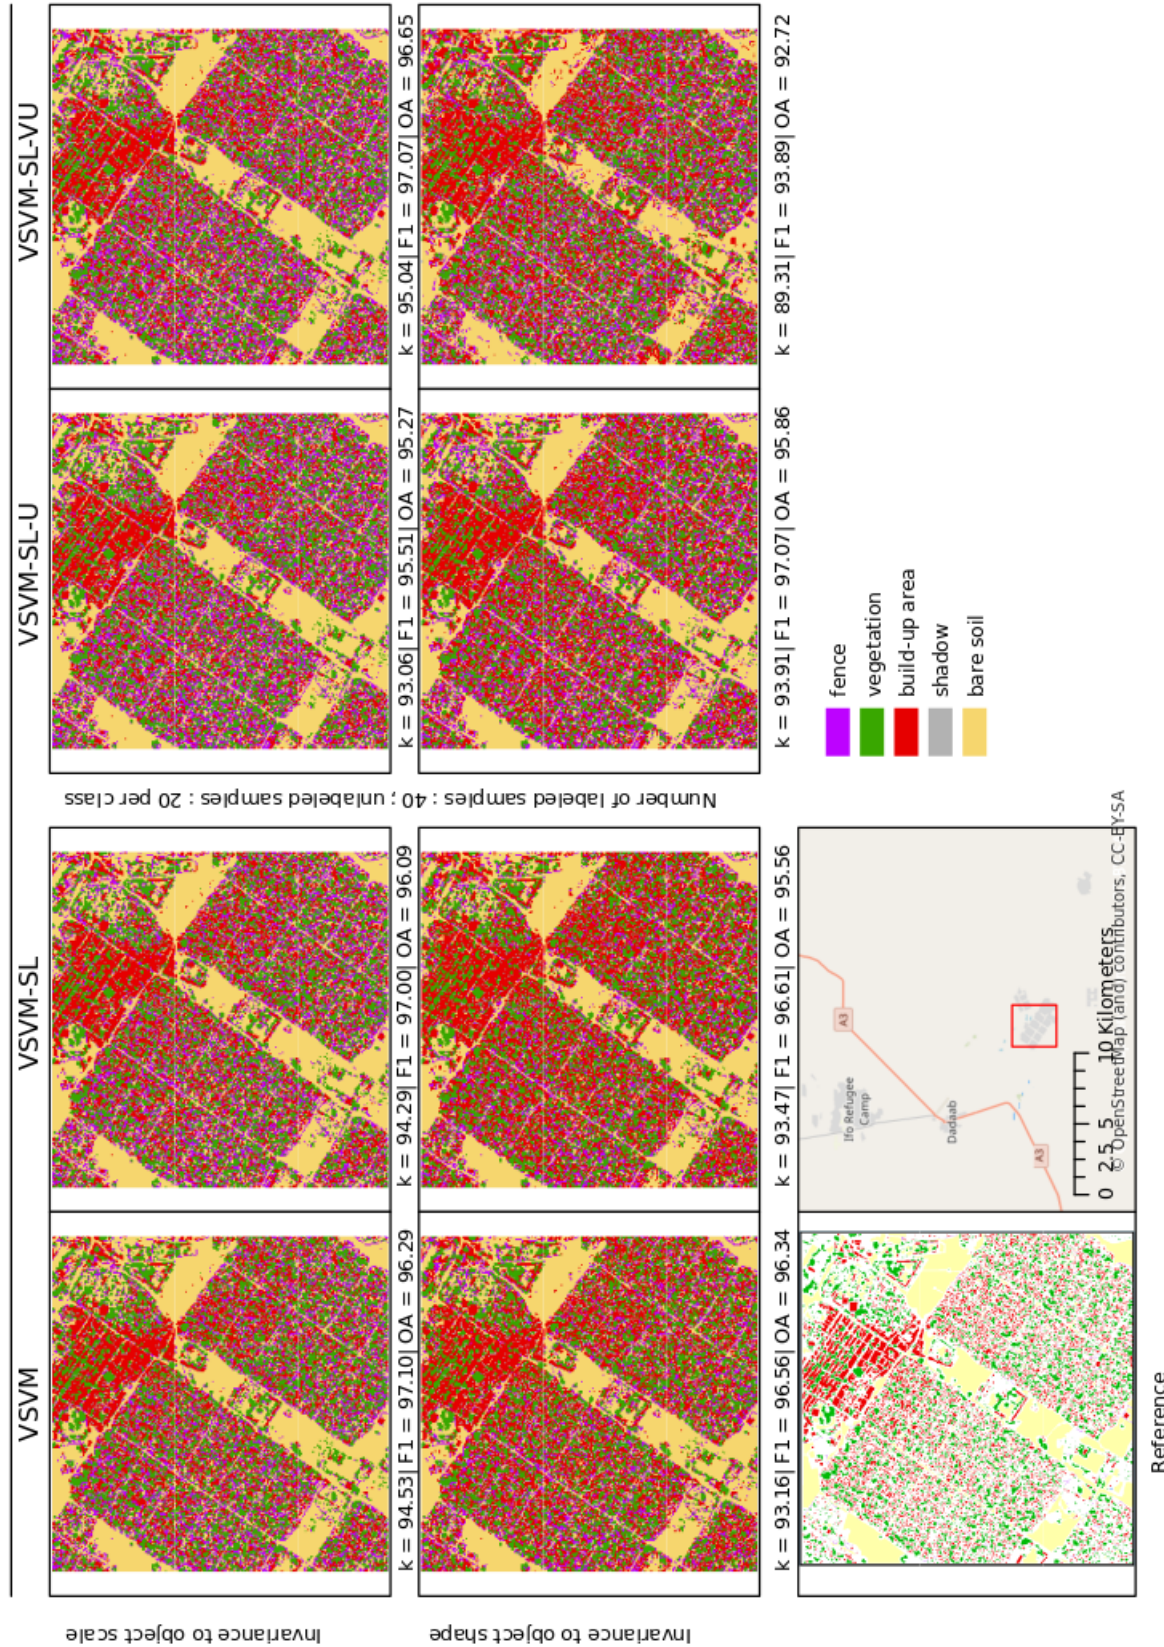 VSVM
VSVM-SL
VSVM-SL-U
VSVM-SL-VU
Invariance to object scale
k = 94.53| F1 = 97.10| OA = 96.29
k = 94.29| F1 = 97.00| OA = 96.09
k = 93.06| F1 = 95.51| OA = 95.27
k = 95.04| F1 = 97.07| OA = 96.65
Number of labeled samples : 40 ; unlabeled samples : 20 per class
Invariance to object shape
k = 93.16| F1 = 96.56| OA = 96.34
k = 93.47| F1 = 96.61| OA = 95.56
k = 93.91| F1 = 97.07| OA = 95.86
k = 89.31| F1 = 93.89| OA = 92.72
Reference
A3
Ifo Refugee
Camp
Dadaab
A3
0 2.5 5 10 Kilometers
© OpenStreetMap (and) contributors, CC-BY-SA
fence
vegetation
build-up area
shadow
bare soil